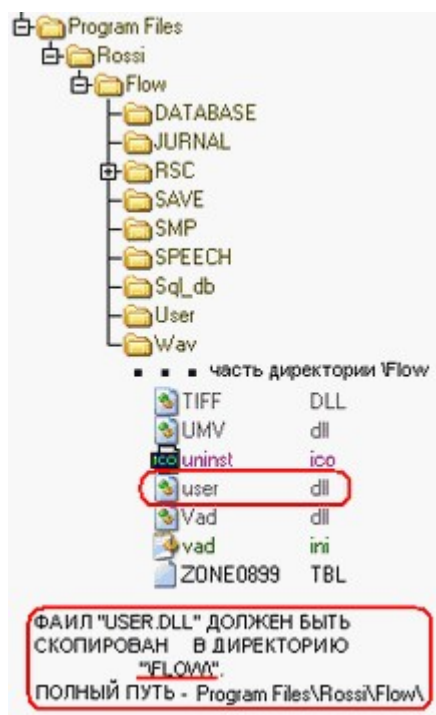 Program Files
Rossi
Flow
DATABASE
JURNAL
RSC
SAVE
SMP
SPEECH
Sql_db
User
Wav
часть директории \Flow
TIFF DLL
UMV dll
ico uninst ico
user dll
Vad dll
vad ini
ZONE0899 TBL
ФАИЛ "USER.DLL" ДОЛЖЕН БЫТЬ
СКОПИРОВАН В ДИРЕКТОРИЮ
"\FLOW\".
ПОЛНЫЙ ПУТЬ - Program Files\Rossi\Flow\